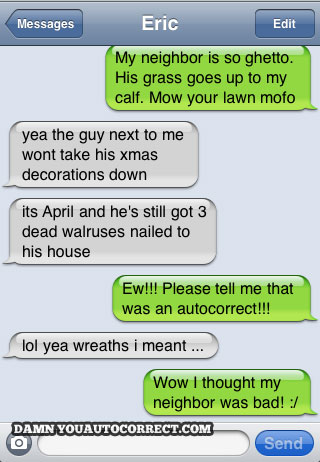 Messages
Eric
Edit
My neighbor is so ghetto.
His grass goes up to my
calf. Mow your lawn mofo
yea the guy next to me
wont take his xmas
decorations down
its April and he's still got 3
dead walruses nailed to
his house
Ew!!! Please tell me that
was an autocorrect!!!
lol yea wreaths i meant ...
Wow I thought my
neighbor was bad! :/
DAMN YOU AUTOCORRECT.COM
Send